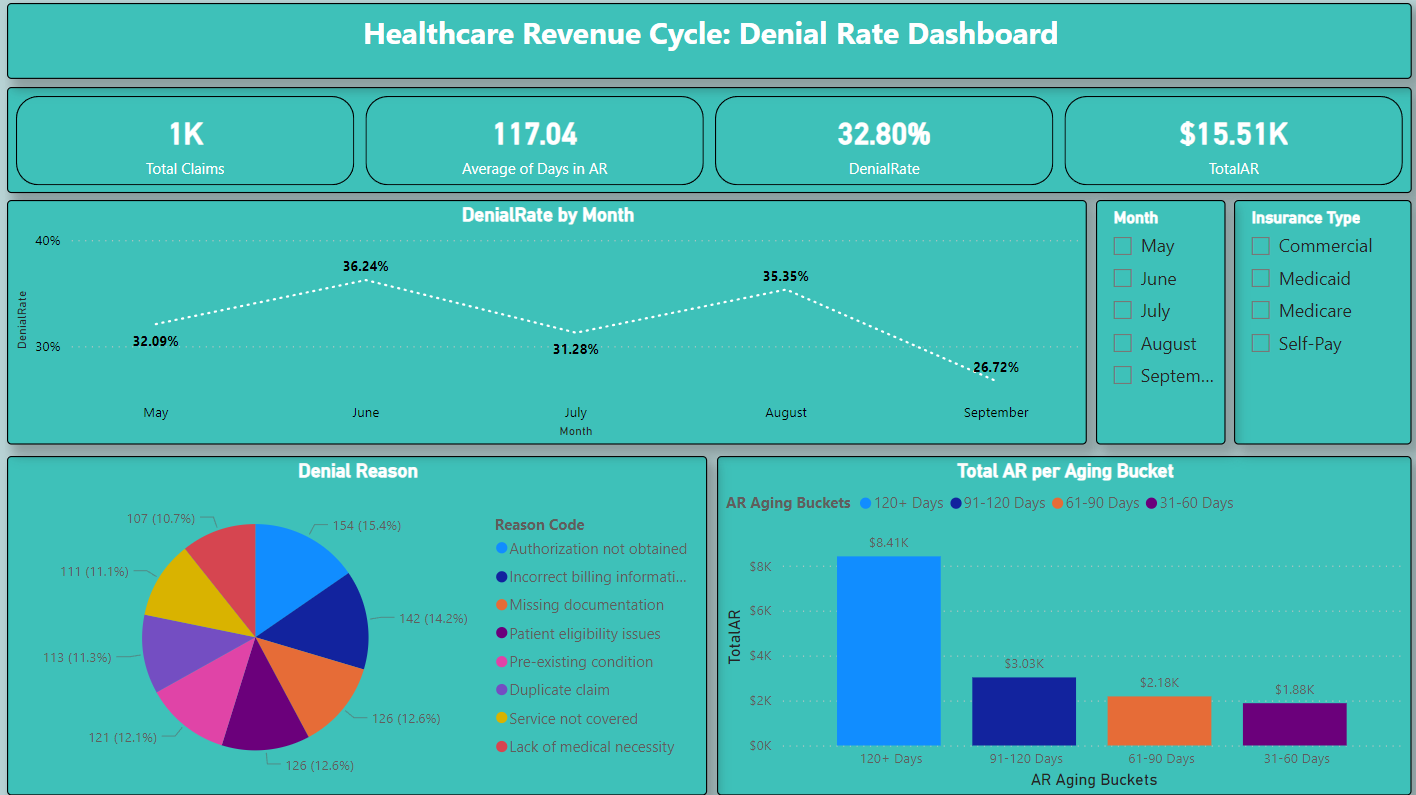 Healthcare Revenue Cycle: Denial Rate Dashboard
1K
Total Claims
117.04
Average of Days in AR
32.80%
DenialRate
$15.51K
TotalAR
DenialRate by Month
DenialRate
40%
30%
32.09%
36.24%
31.28%
35.35%
26.72%
May
June
July
August
September
Month
Month
May
June
July
August
Septem...
Insurance Type
Commercial
Medicaid
Medicare
Self-Pay
Denial Reason
154 (15.4%)
142 (14.2%)
126 (12.6%)
126 (12.6%)
121 (12.1%)
113 (11.3%)
111 (11.1%)
107 (10.7%)
Reason Code
Authorization not obtained
Incorrect billing informati...
Missing documentation
Patient eligibility issues
Pre-existing condition
Duplicate claim
Service not covered
Lack of medical necessity
Total AR per Aging Bucket
AR Aging Buckets 120+ Days 91-120 Days 61-90 Days 31-60 Days
TotalAR
$8K
$6K
$4K
$2K
$0K
$8.41K
$3.03K
$2.18K
$1.88K
120+ Days
91-120 Days
61-90 Days
31-60 Days
AR Aging Buckets